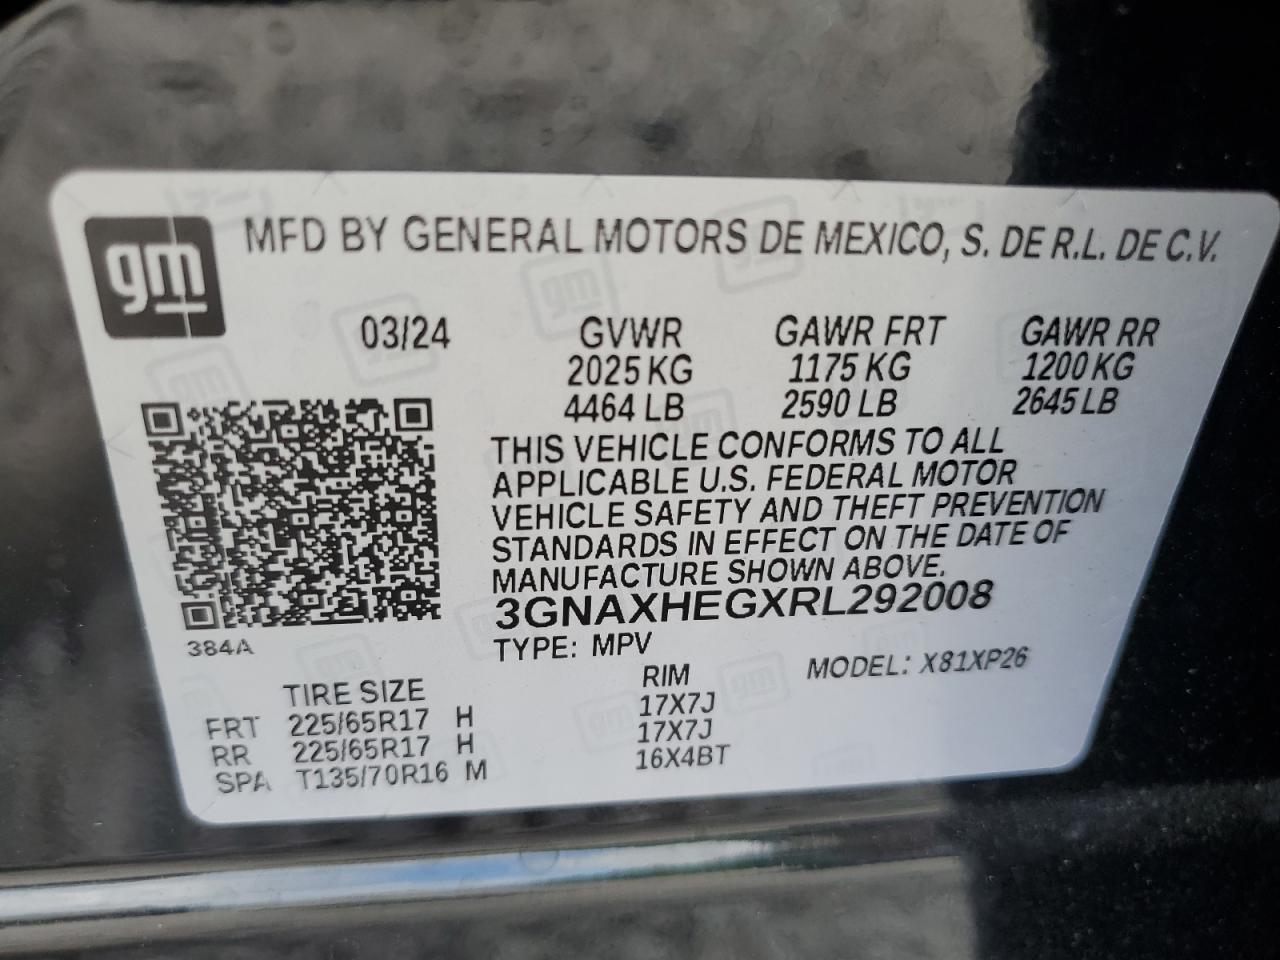 gm
MFD BY GENERAL MOTORS DE MEXICO, S. DE R.L. DE C.V.
03/24 GVWR GAWR FRT GAWR RR
2025 KG 1175 KG 1200 KG
4464 LB 2590 LB 2645 LB
THIS VEHICLE CONFORMS TO ALL
APPLICABLE U.S. FEDERAL MOTOR
VEHICLE SAFETY AND THEFT PREVENTION
STANDARDS IN EFFECT ON THE DATE OF
MANUFACTURE SHOWN ABOVE.
3GNAXHEGXRL292008
384A
TYPE: MPV MODEL: X81XP26
TIRE SIZE RIM
FRT 225/65R17 H 17X7J
RR 225/65R17 H 17X7J
SPA T135/70R16 M 16X4BT